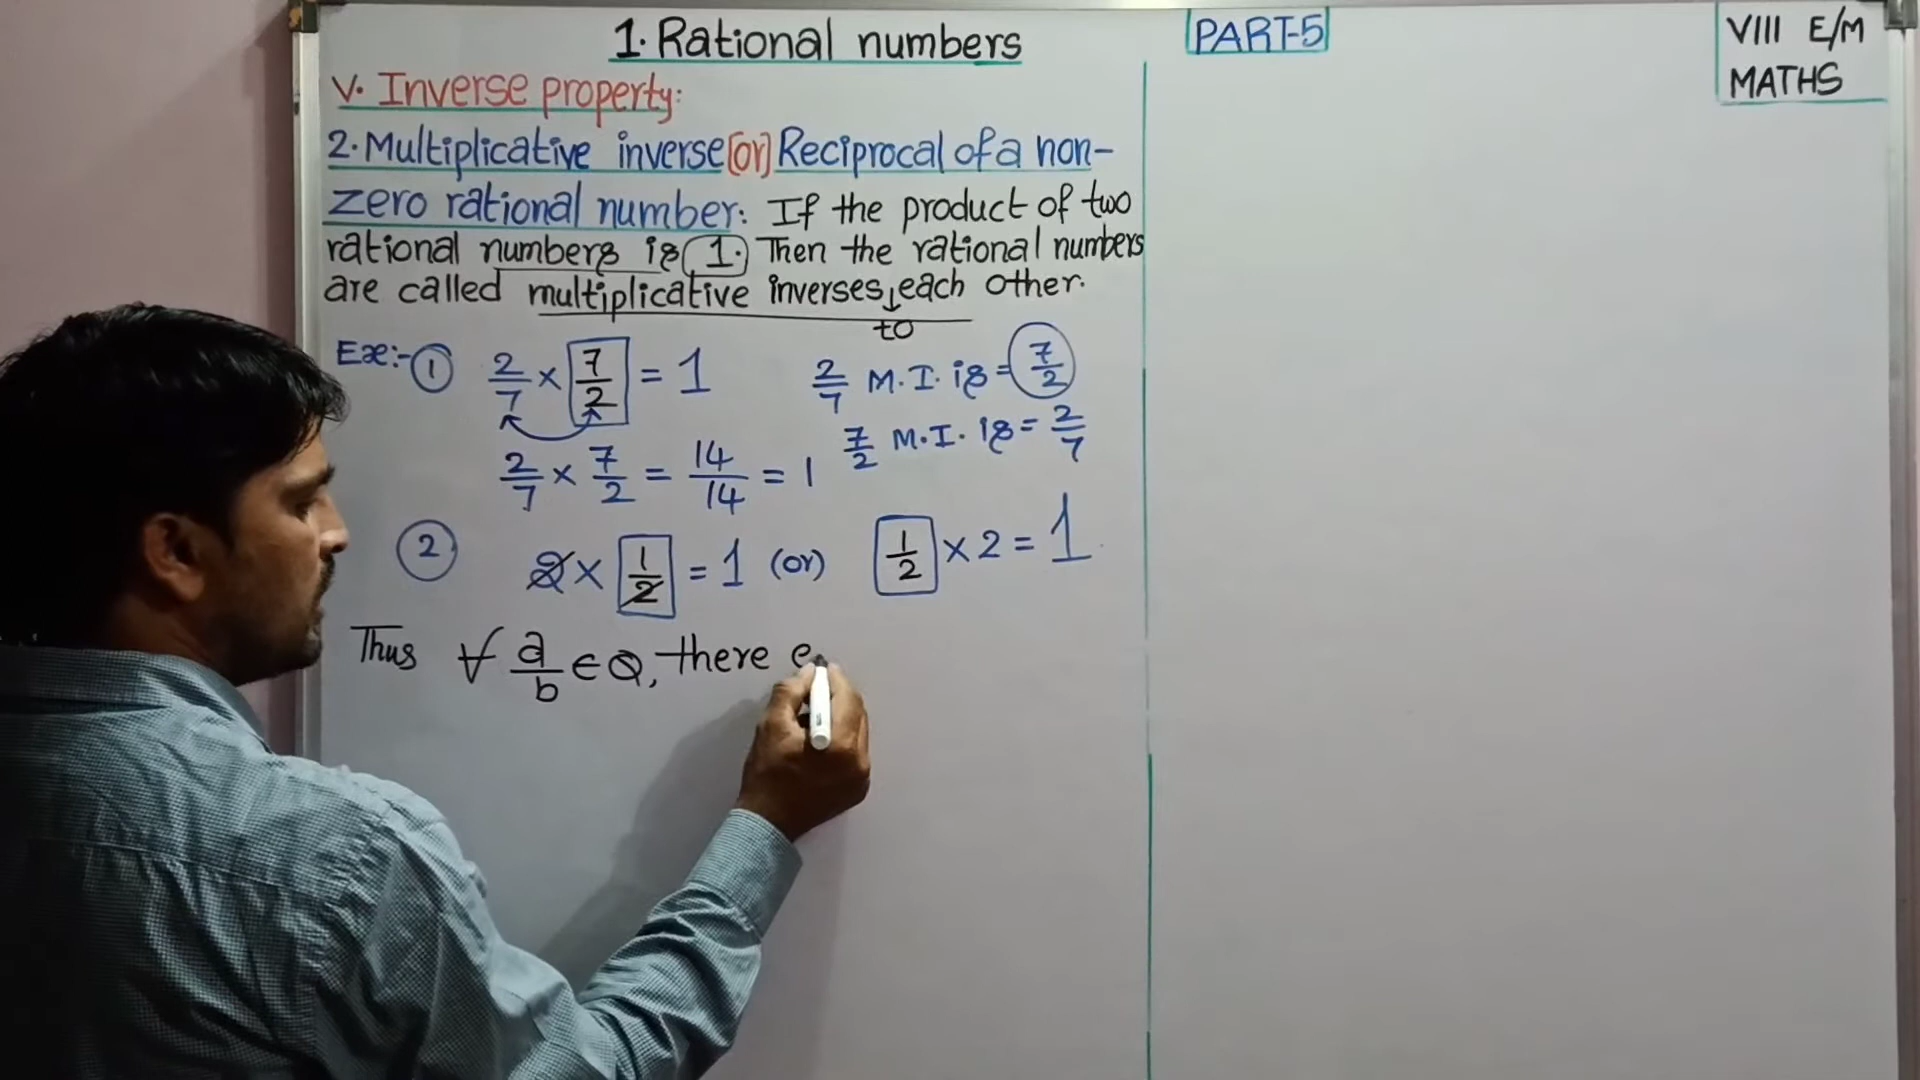 1. Rational numbers
PART-5
VIII E/M
MATHS
V. Inverse property:
2. Multiplicative inverse [or] Reciprocal of a non-
zero rational number: If the product of two
rational numbers is 1. Then the rational numbers
are called multiplicative inverses each other.
to
Ex:- 1 2/7 × 7/2 = 1 2/7 M.I. is = 7/2
7/2 M.I. is = 2/7
2/7 × 7/2 = 14/14 = 1
2 2 × 1/2 = 1 (or) 1/2 × 2 = 1
Thus ∀ a/b ∈ Q, there e